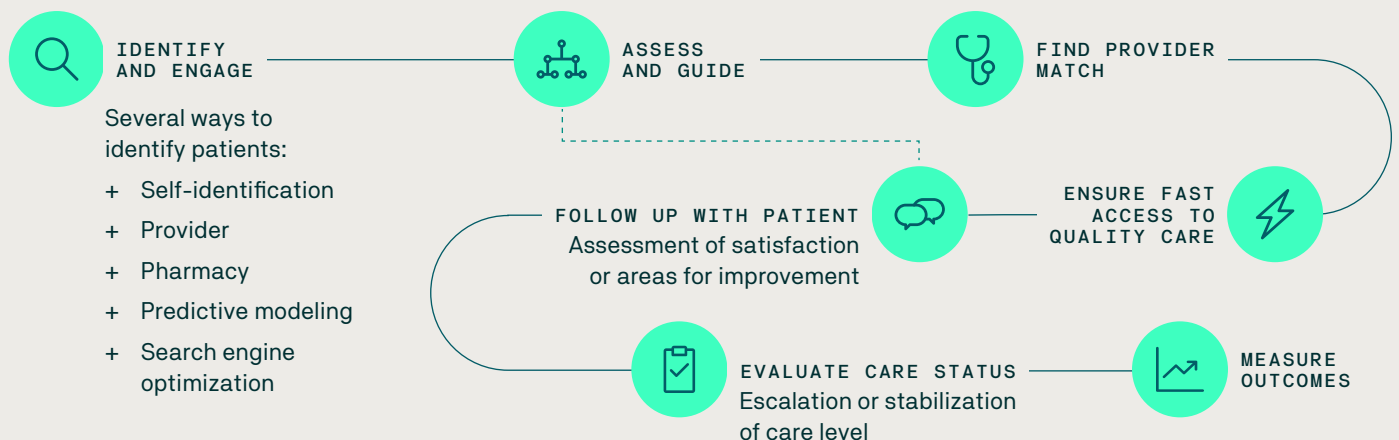 IDENTIFY
AND ENGAGE
Several ways to
identify patients:
+ Self-identification
+ Provider
+ Pharmacy
+ Predictive modeling
+ Search engine
optimization
ASSESS
AND GUIDE
FIND PROVIDER
MATCH
ENSURE FAST
ACCESS TO
QUALITY CARE
FOLLOW UP WITH PATIENT
Assessment of satisfaction
or areas for improvement
EVALUATE CARE STATUS
Escalation or stabilization
of care level
MEASURE
OUTCOMES